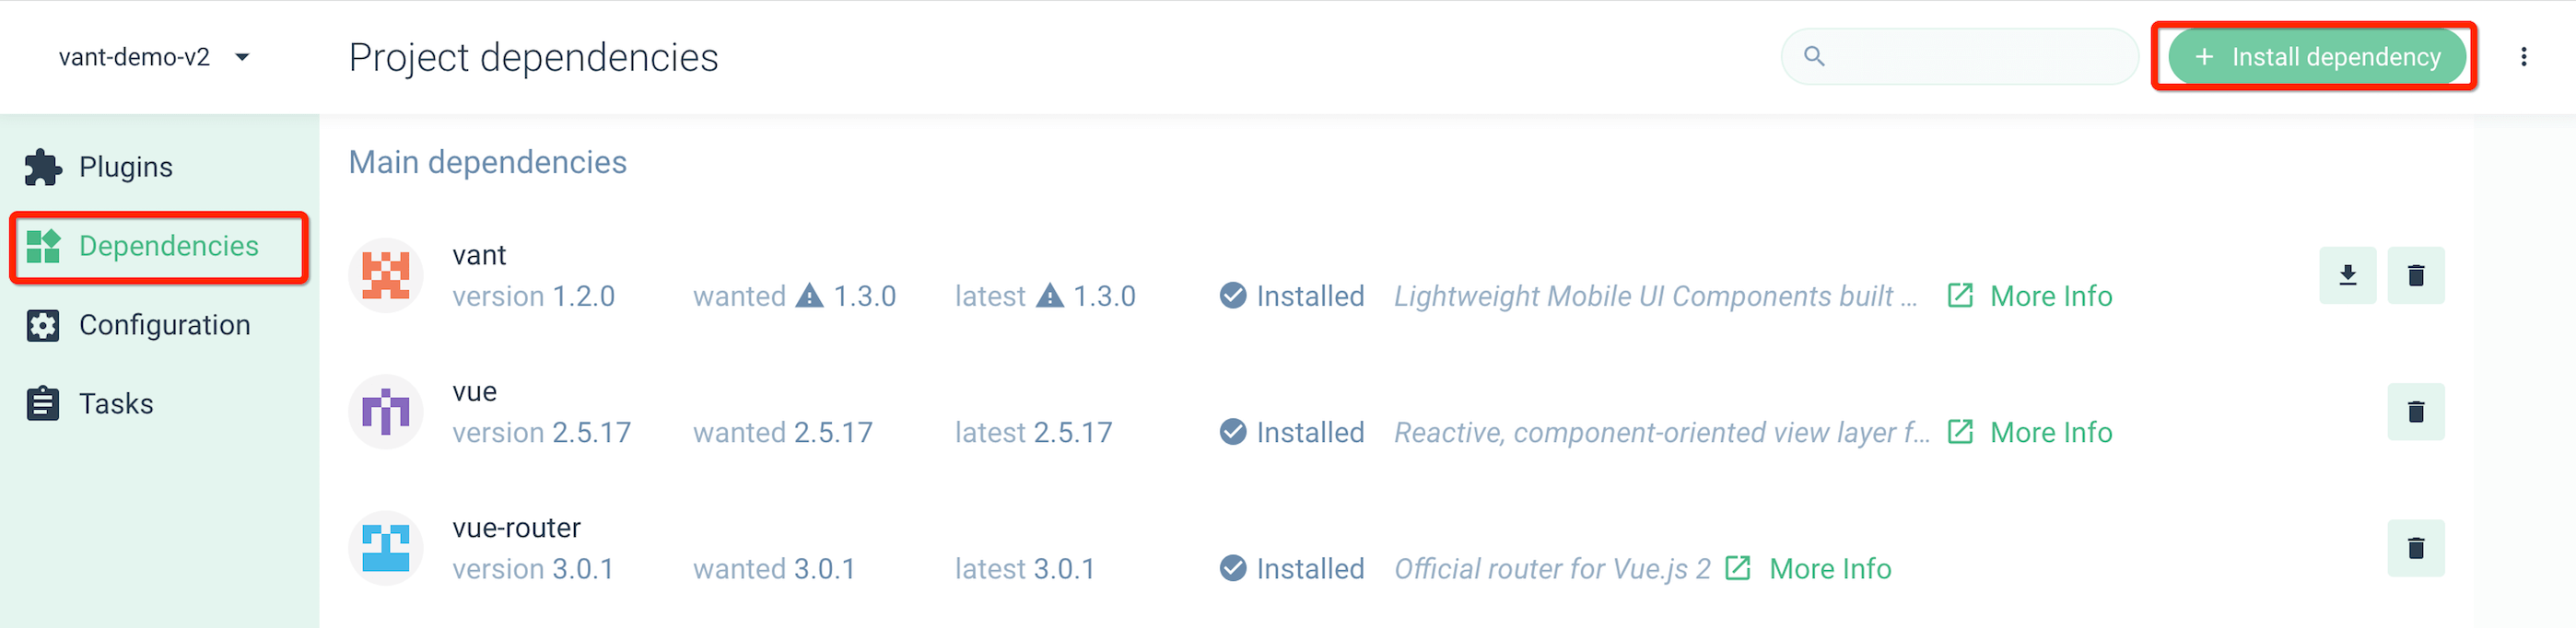 vant-demo-v2
Project dependencies
+ Install dependency
Plugins
Dependencies
Configuration
Tasks
Main dependencies
vant
version 1.2.0 wanted 1.3.0 latest 1.3.0 Installed Lightweight Mobile UI Components built ... More Info
vue
version 2.5.17 wanted 2.5.17 latest 2.5.17 Installed Reactive, component-oriented view layer f... More Info
vue-router
version 3.0.1 wanted 3.0.1 latest 3.0.1 Installed Official router for Vue.js 2 More Info